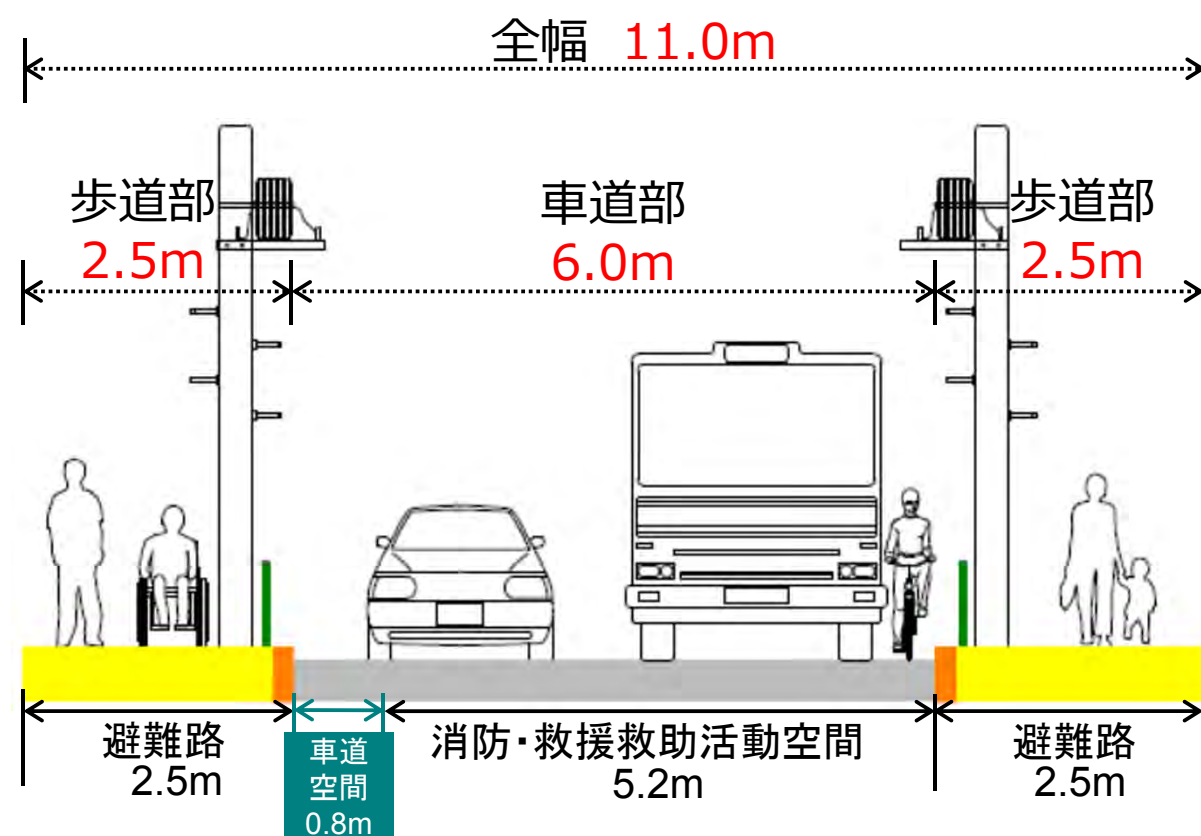 全幅 11.0m
歩道部
2.5m
車道部
6.0m
歩道部
2.5m
避難路
2.5m
車道
空間
0.8m
消防・救援救助活動空間
5.2m
避難路
2.5m